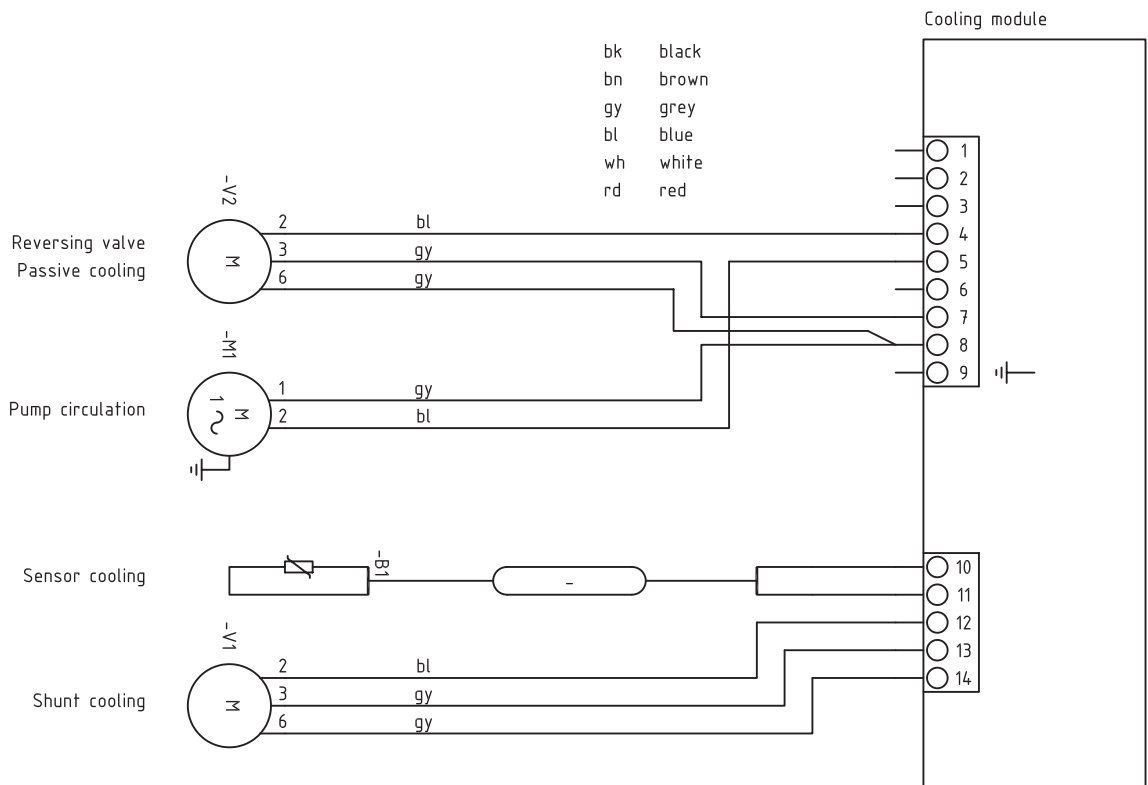 Cooling module
bk black
bn brown
gy grey
bl blue
wh white
rd red
1
2
3
4
5
6
7
8
9
-V2
Reversing valve
Passive cooling
M
2 bl
3 gy
6 gy
-M1
Pump circulation
M
1
1 gy
2 bl
Sensor cooling
-B1
-
10
11
12
13
14
-V1
Shunt cooling
M
2 bl
3 gy
6 gy